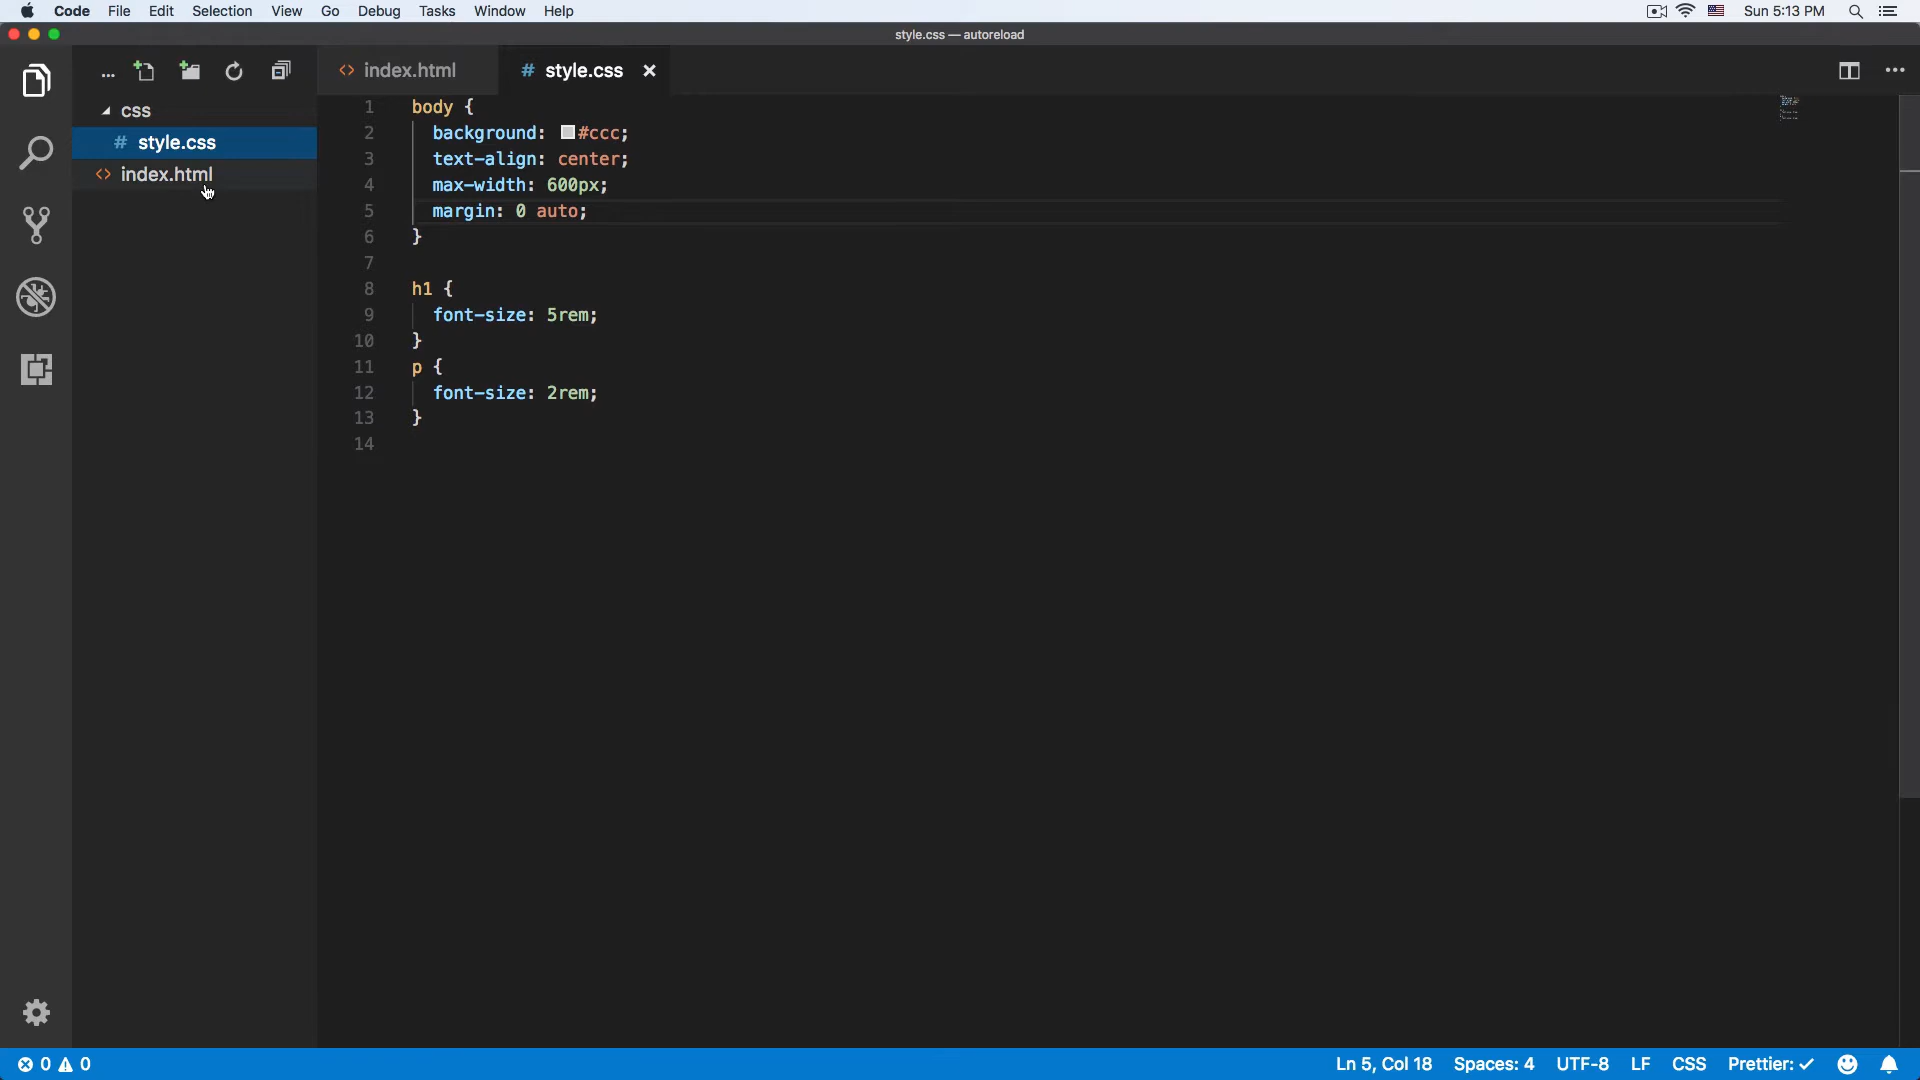 Code File Edit Selection View Go Debug Tasks Window Help
Sun 5:13 PM
style.css — autoreload
...
index.html
style.css
css
style.css
index.html
1 body {
2 background: #ccc;
3 text-align: center;
4 max-width: 600px;
5 margin: 0 auto;
6 }
7
8 h1 {
9 font-size: 5rem;
10 }
11 p {
12 font-size: 2rem;
13 }
14
0 0
Ln 5, Col 18 Spaces: 4 UTF-8 LF CSS Prettier: ✓